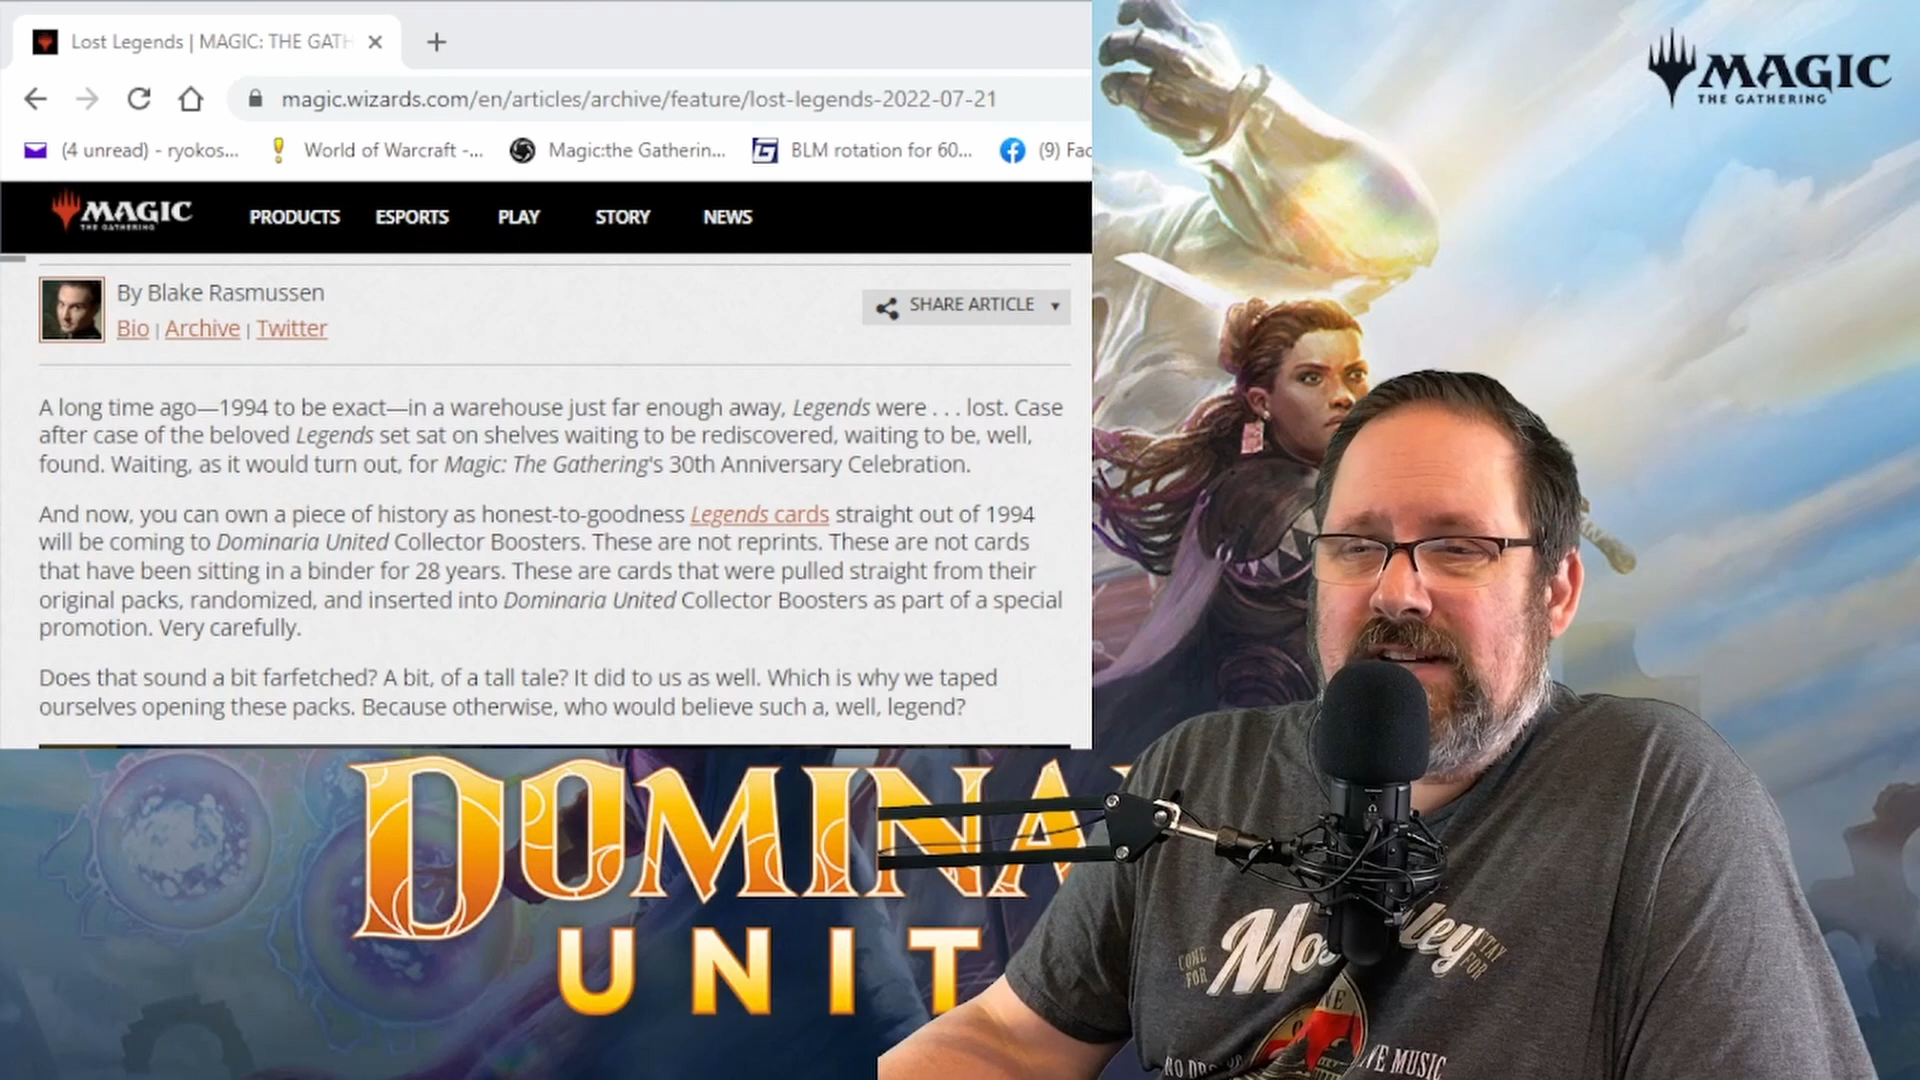 Lost Legends | MAGIC: THE GATH
magic.wizards.com/en/articles/archive/feature/lost-legends-2022-07-21
(4 unread) - ryokos... World of Warcraft -... Magic:the Gatherin... BLM rotation for 60... (9) Fac
MAGIC THE GATHERING PRODUCTS ESPORTS PLAY STORY NEWS
By Blake Rasmussen
Bio | Archive | Twitter
SHARE ARTICLE
A long time ago—1994 to be exact—in a warehouse just far enough away, Legends were . . . lost. Case
after case of the beloved Legends set sat on shelves waiting to be rediscovered, waiting to be, well,
found. Waiting, as it would turn out, for Magic: The Gathering's 30th Anniversary Celebration.
And now, you can own a piece of history as honest-to-goodness Legends cards straight out of 1994
will be coming to Dominaria United Collector Boosters. These are not reprints. These are not cards
that have been sitting in a binder for 28 years. These are cards that were pulled straight from their
original packs, randomized, and inserted into Dominaria United Collector Boosters as part of a special
promotion. Very carefully.
Does that sound a bit farfetched? A bit, of a tall tale? It did to us as well. Which is why we taped
ourselves opening these packs. Because otherwise, who would believe such a, well, legend?
MAGIC
THE GATHERING
DOMINA
UNIT
COME FOR
STAY FOR
VE MUSIC